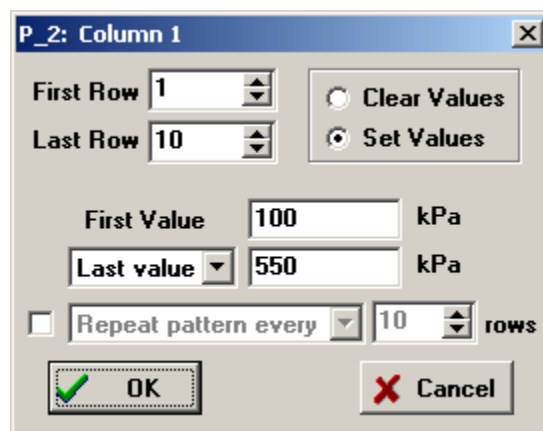 P_2: Column 1
First Row 1
Last Row 10
Clear Values
Set Values
First Value 100 kPa
Last value 550 kPa
Repeat pattern every 10 rows
OK
Cancel